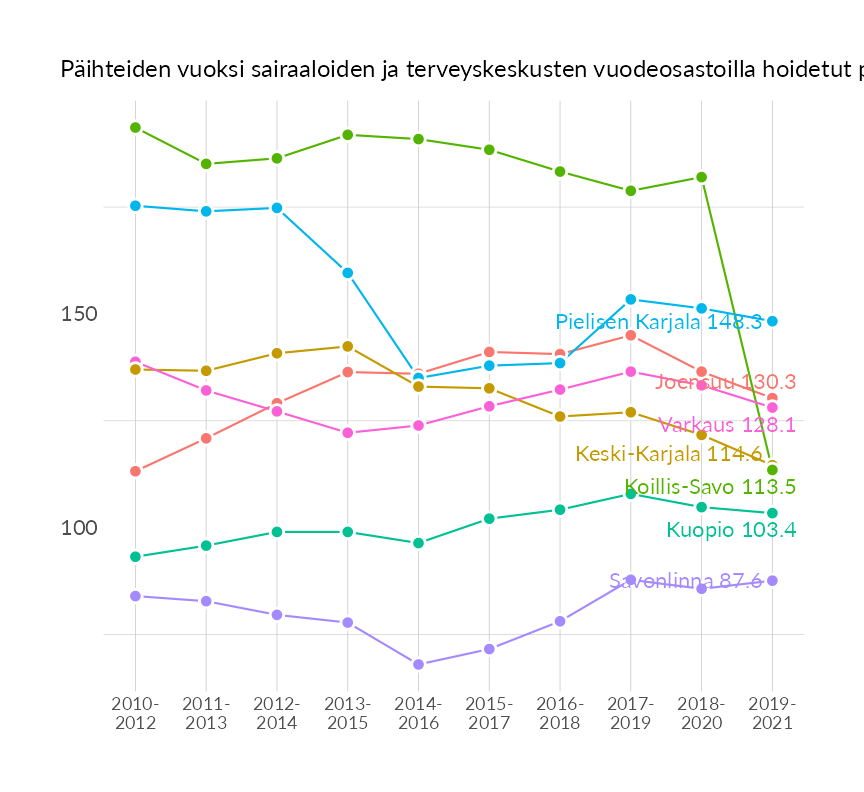 Päihteiden vuoksi sairaaloiden ja terveyskeskusten vuodeosastoilla hoidetut
150
100
Pielisen Karjala 148.3
Joensuu 130.3
Varkaus 128.1
Keski-Karjala 114.6
Koillis-Savo 113.5
Kuopio 103.4
Savonlinna 87.6
2010- 2011- 2012- 2013- 2014- 2015- 2016- 2017- 2018- 2019-
2012 2013 2014 2015 2016 2017 2018 2019 2020 2021